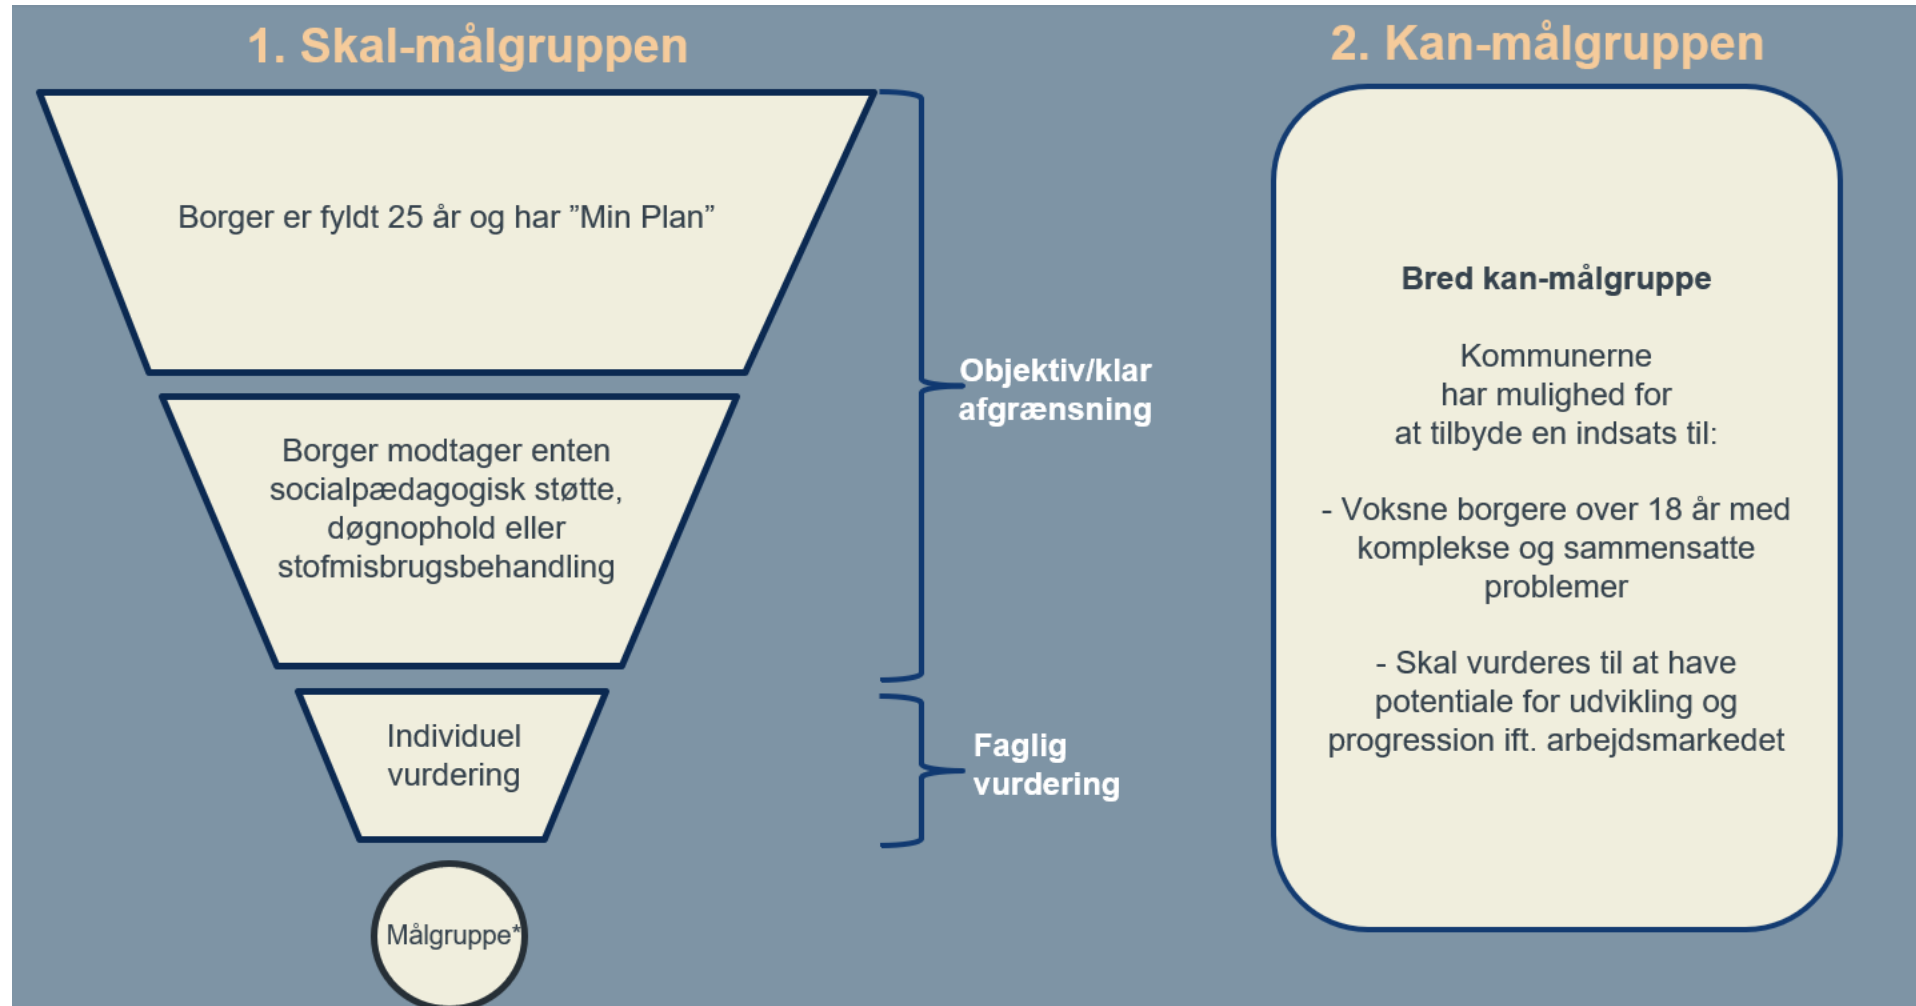 1. Skal-målgruppen
Borger er fyldt 25 år og har ”Min Plan”
Borger modtager enten
socialpædagogisk støtte,
døgnophold eller
stofmisbrugsbehandling
Individuel
vurdering
Målgruppe*
Objektiv/klar
afgrænsning
Faglig
vurdering
2. Kan-målgruppen
Bred kan-målgruppe
Kommunerne
har mulighed for
at tilbyde en indsats til:
- Voksne borgere over 18 år med
komplekse og sammensatte
problemer
- Skal vurderes til at have
potentiale for udvikling og
progression ift. arbejdsmarkedet